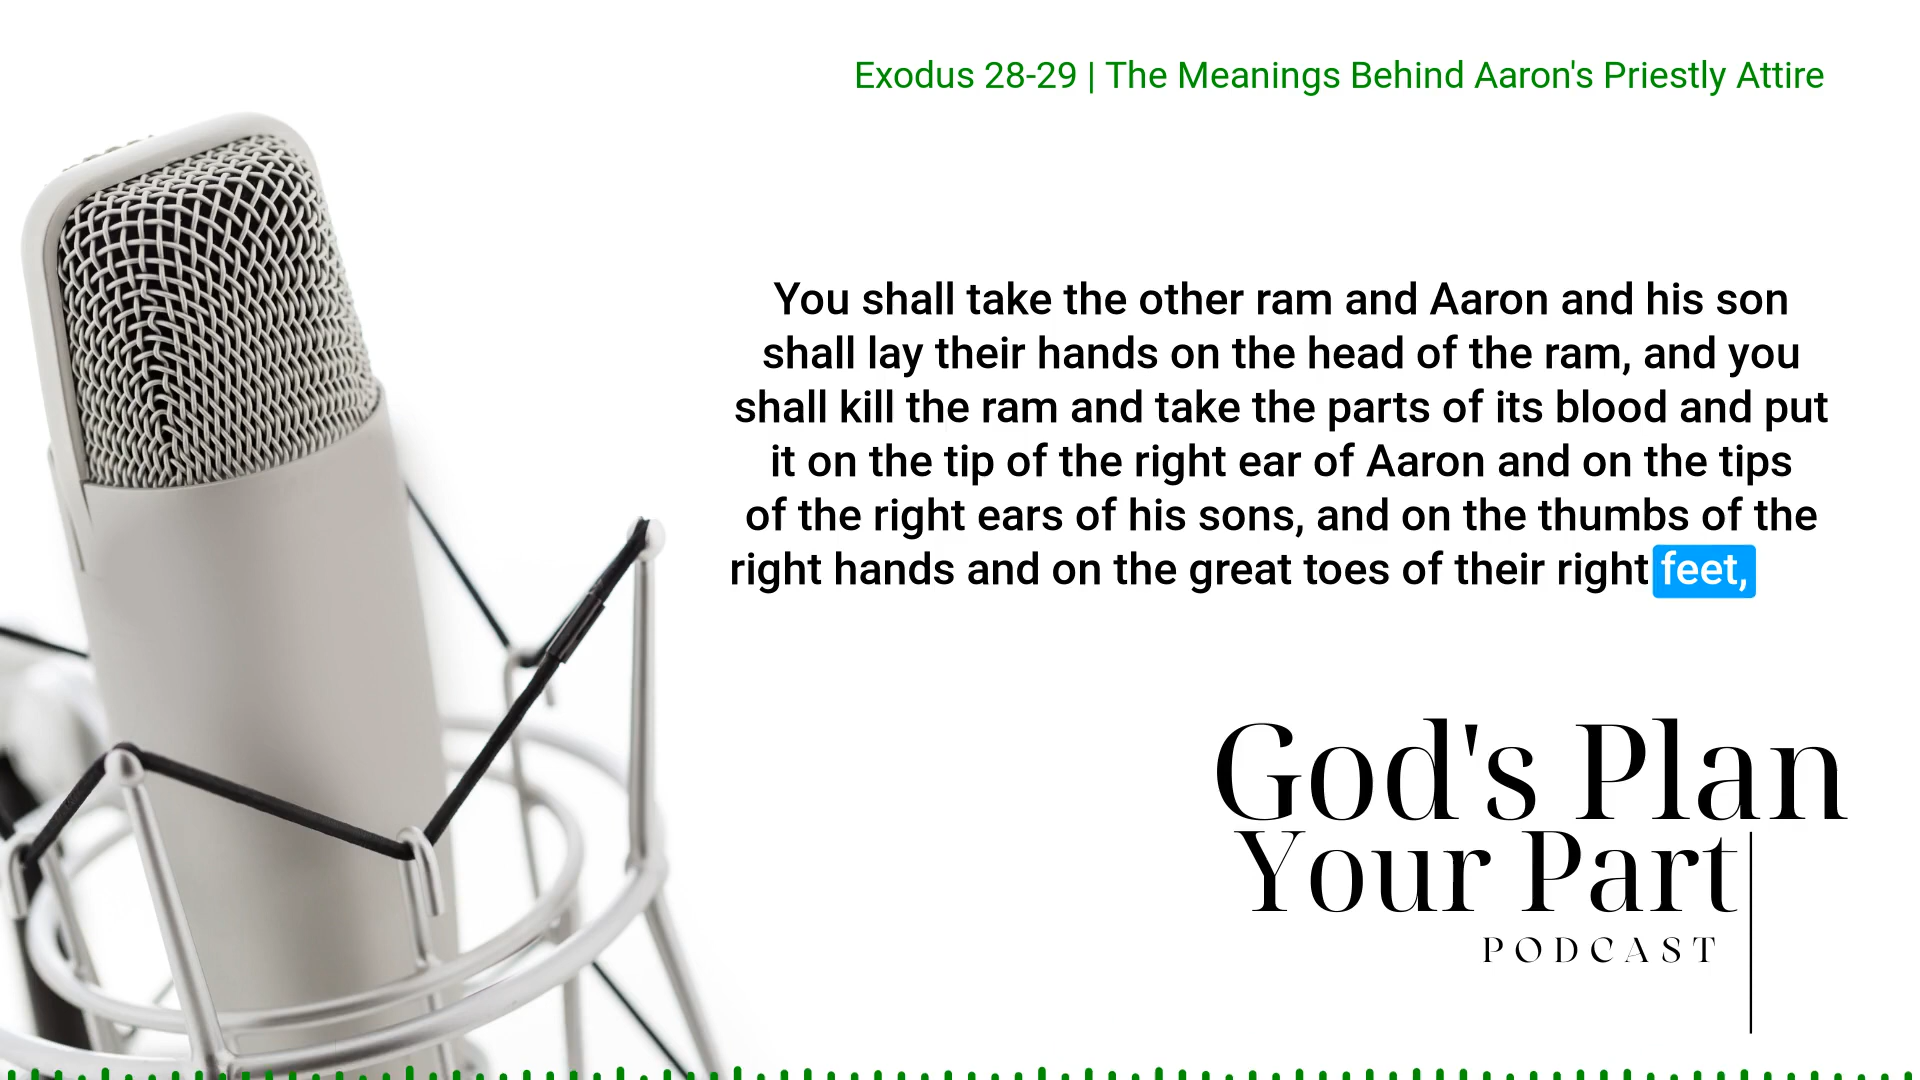 Exodus 28-29 | The Meanings Behind Aaron's Priestly Attire
You shall take the other ram and Aaron and his son
shall lay their hands on the head of the ram, and you
shall kill the ram and take the parts of its blood and put
it on the tip of the right ear of Aaron and on the tips
of the right ears of his sons, and on the thumbs of the
right hands and on the great toes of their right feet,
God's Plan
Your Part
PODCAST